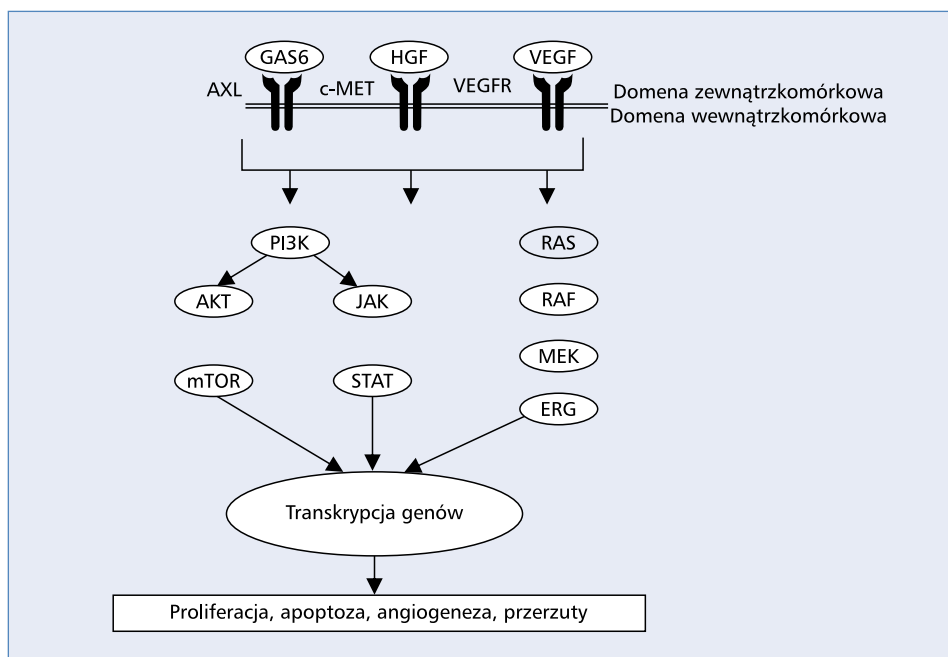 GAS6
HGF
VEGF
AXL
c-MET
VEGFR
Domena zewnątrzkomórkowa
Domena wewnątrzkomórkowa
PI3K
RAS
AKT
JAK
RAF
MEK
mTOR
STAT
ERG
Transkrypcja genów
Proliferacja, apoptoza, angiogeneza, przerzuty